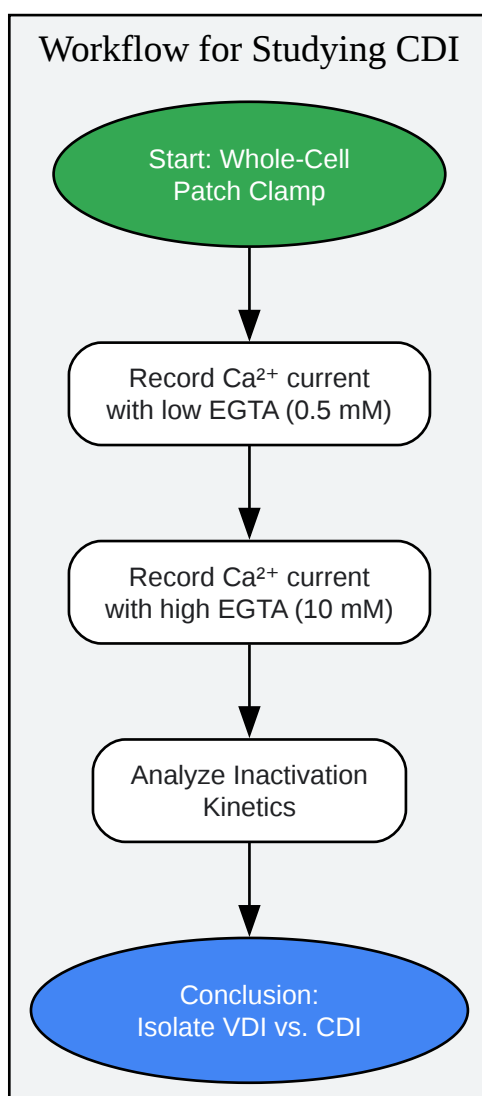 Workflow for Studying CDI
Start: Whole-Cell
Patch Clamp
Record Ca²⁺ current
with low EGTA (0.5 mM)
Record Ca²⁺ current
with high EGTA (10 mM)
Analyze Inactivation
Kinetics
Conclusion:
Isolate VDI vs. CDI